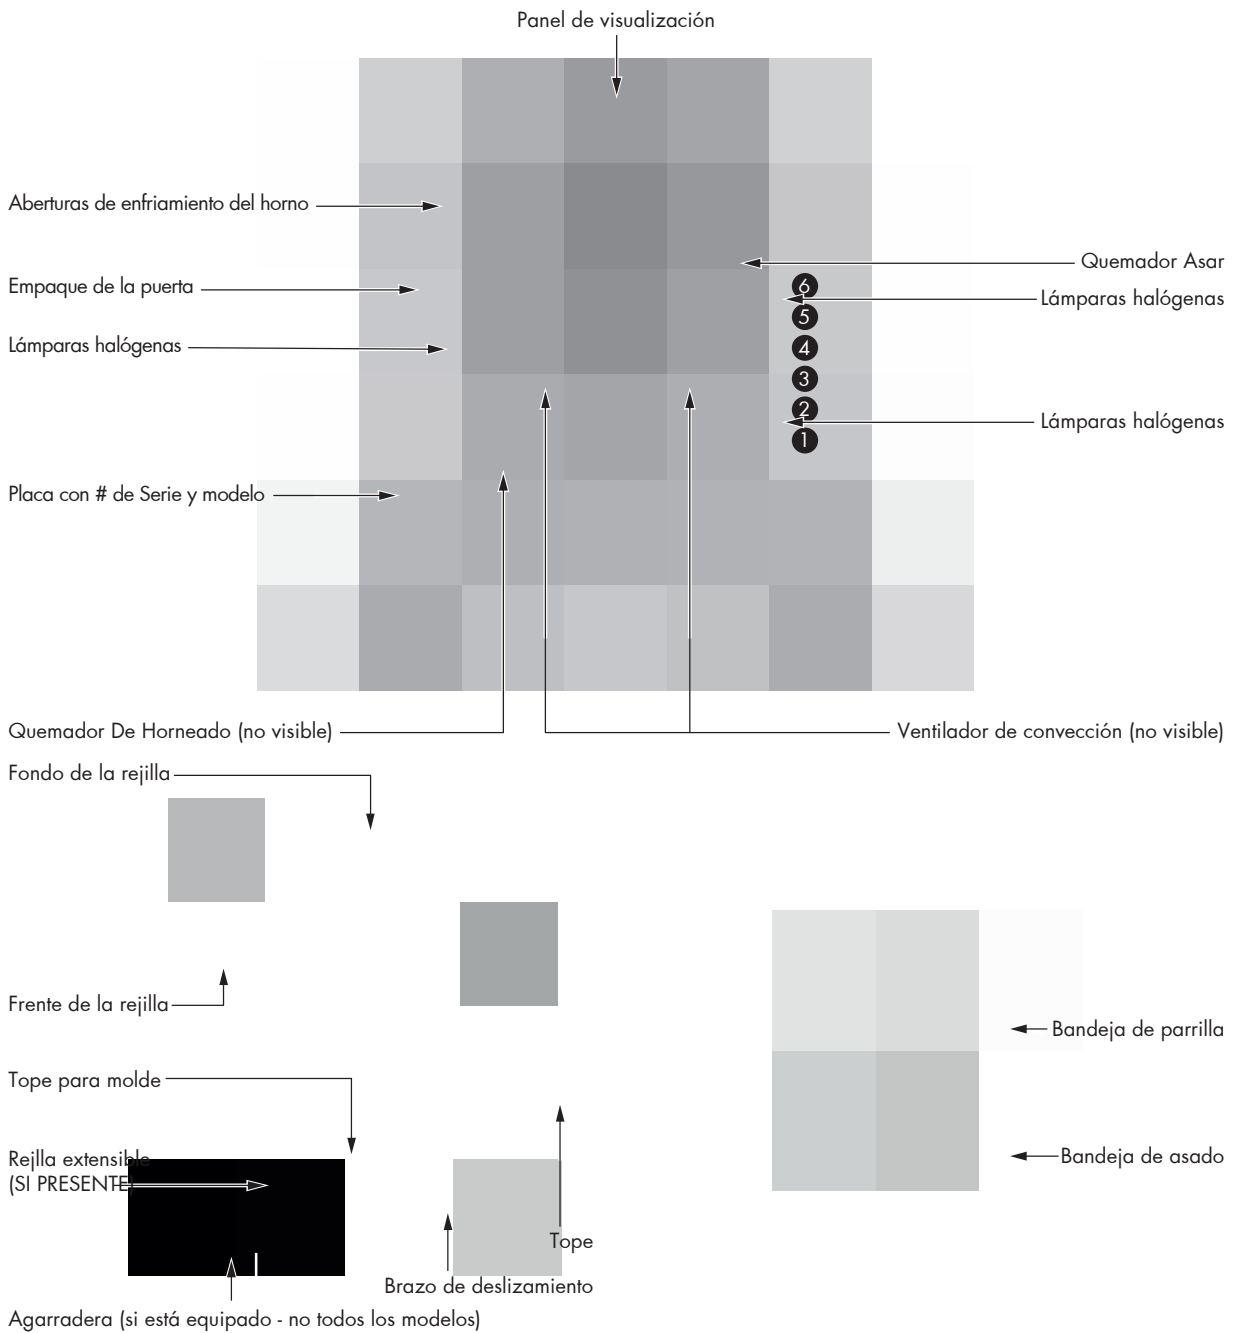 Panel de visualización
Aberturas de enfriamiento del horno
Quemador Asar
Empaque de la puerta
6
Lámparas halógenas
5
Lámparas halógenas
4
3
2
Lámparas halógenas
1
Placa con # de Serie y modelo
Quemador De Horneado (no visible)
Ventilador de convección (no visible)
Fondo de la rejilla
Frente de la rejilla
Bandeja de parrilla
Tope para molde
Rejlla extensible
(SI PRESENTE)
Bandeja de asado
Tope
Brazo de deslizamiento
Agarradera (si está equipado - no todos los modelos)